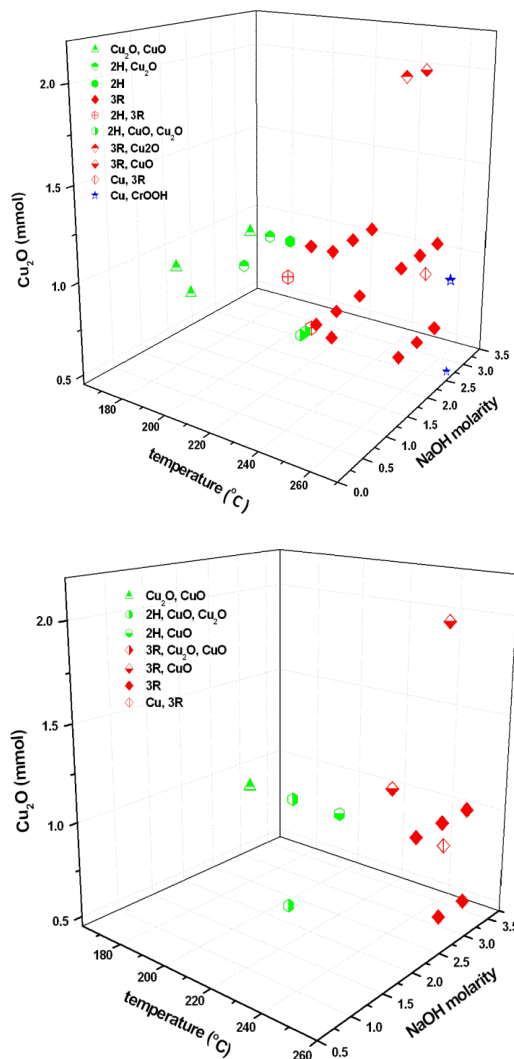 Cu₂O, CuO
2H, Cu₂O
2H
3R
2H, 3R
2H, CuO, Cu₂O
3R, Cu2O
3R, CuO
Cu, 3R
Cu, CrOOH
Cu₂O (mmol)
2.0
1.5
1.0
0.5
180
200
220
240
260
temperature (°C)
0.0
0.5
1.0
1.5
2.0
2.5
3.0
3.5
NaOH molarity
Cu₂O, CuO
2H, CuO, Cu₂O
2H, CuO
3R, Cu₂O, CuO
3R, CuO
3R
Cu, 3R
Cu₂O (mmol)
2.0
1.5
1.0
0.5
180
200
220
240
260
temperature (°C)
0.5
1.0
1.5
2.0
2.5
3.0
3.5
NaOH molarity